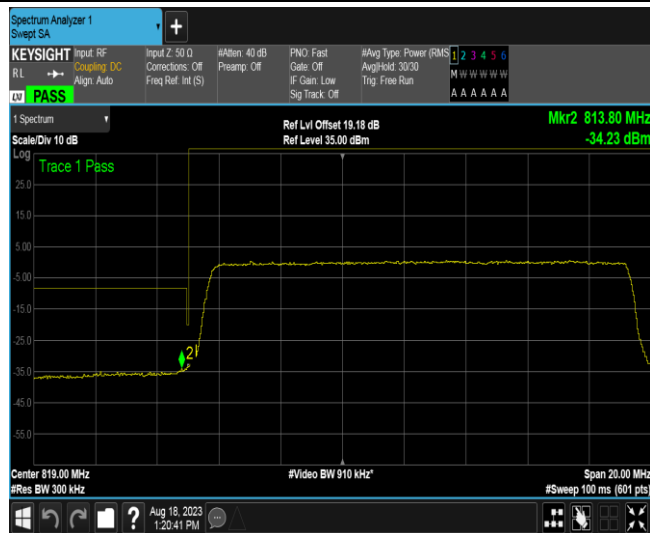 Spectrum Analyzer 1
Swept SA
+
KEYSIGHT Input: RF Input Z: 50 Ω #Atten: 40 dB PNO: Fast #Avg Type: Power (RMS 1 2 3 4 5 6
RL Coupling: DC Corrections: Off Preamp: Off Gate: Off Avg|Hold: 30/30 M W W W W W
Align: Auto Freq Ref: Int (S) IF Gain: Low Trig: Free Run
LXI PASS Sig Track: Off A A A A A A
1 Spectrum Ref Lvl Offset 19.18 dB Mkr2 813.80 MHz
Scale/Div 10 dB Ref Level 35.00 dBm -34.23 dBm
Log
Trace 1 Pass
25.0
15.0
5.00
-5.00
-15.0
-25.0
2
-35.0
-45.0
-55.0
Center 819.00 MHz #Video BW 910 kHz* Span 20.00 MHz
#Res BW 300 kHz #Sweep 100 ms (601 pts)
? Aug 18, 2023
1:20:41 PM